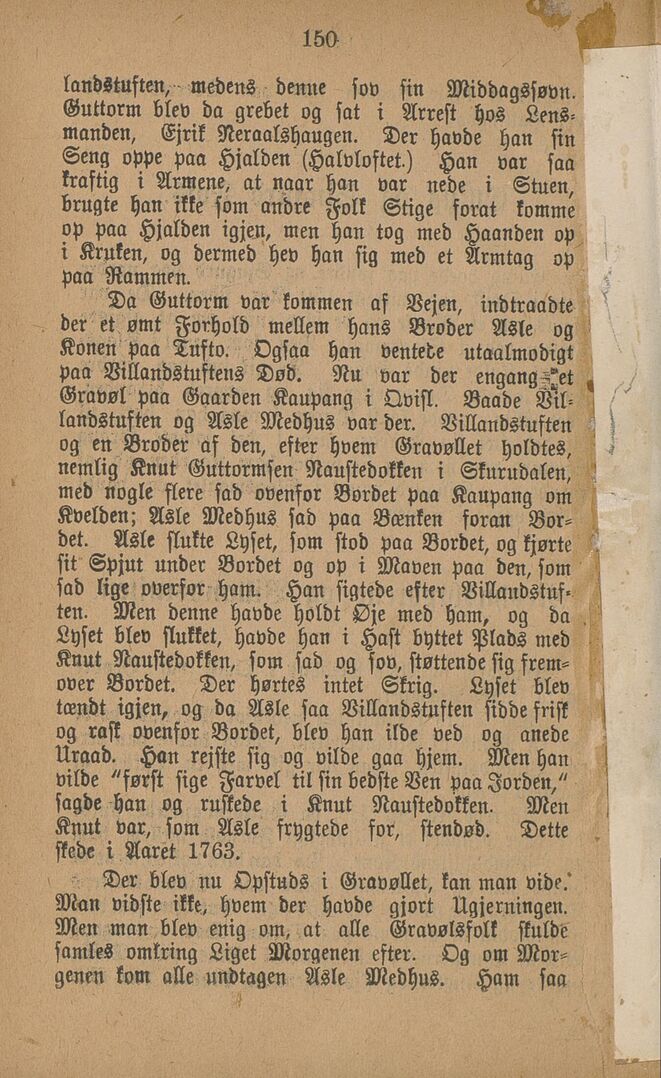 150
landstuften, medens denne sov sin Middagssøvn.
Guttorm blev da grebet og sat i Arrest hos Lens-
manden, Ejrik Neraalshaugen. Der havde han sin
Seng oppe paa Hjalden (Halvloftet.) Han var saa
kraftig i Armene, at naar han var nede i Stuen,
brugte han ikke som andre Folk Stige forat komme
op paa Hjalden igjen, men han tog med Haanden op
i Kruken, og dermed hev han sig med et Armtag op
paa Rammen.
Da Guttorm var kommen af Vejen, indtraadte
der et ømt Forhold mellem hans Broder Asle og
Konen paa Tufto. Ogsaa han ventede utaalmodigt
paa Villandstuftens Død. Nu var der engang et
Gravøl paa Gaarden Kaupang i Qvisl. Baade Vil-
landstuften og Asle Medhus var der. Villandstuften
og en Broder af den, efter hvem Gravøllet holdtes,
nemlig Knut Guttormsen Naustedokken i Skurudalen,
med nogle flere sad ovenfor Bordet paa Kaupang om
Kvelden; Asle Medhus sad paa Bænken foran Bor-
det. Asle slukte Lyset, som stod paa Bordet, og kjørte
sit Spjut under Bordet og op i Maven paa den, som
sad lige overfor ham. Han sigtede efter Villandstuf-
ten. Men denne havde holdt Øje med ham, og da
Lyset blev slukket, havde han i Hast byttet Plads med
Knut Naustedokken, som sad og sov, støttende sig frem-
over Bordet. Der hørtes intet Skrig. Lyset blev
tændt igjen, og da Asle saa Villandstuften sidde frisk
og rask ovenfor Bordet, blev han ilde ved og anede
Uraad. Han rejste sig og vilde gaa hjem. Men han
vilde "først sige Farvel til sin bedste Ven paa Jorden,"
sagde han og ruskede i Knut Naustedokken. Men
Knut var, som Asle frygtede for, stendød. Dette
skede i Aaret 1763.
Der blev nu Opstuds i Gravøllet, kan man vide.
Man vidste ikke, hvem der havde gjort Ugjerningen.
Men man blev enig om, at alle Gravølsfolk skulde
samles omkring Liget Morgenen efter. Og om Mor-
genen kom alle undtagen Asle Medhus. Ham saa